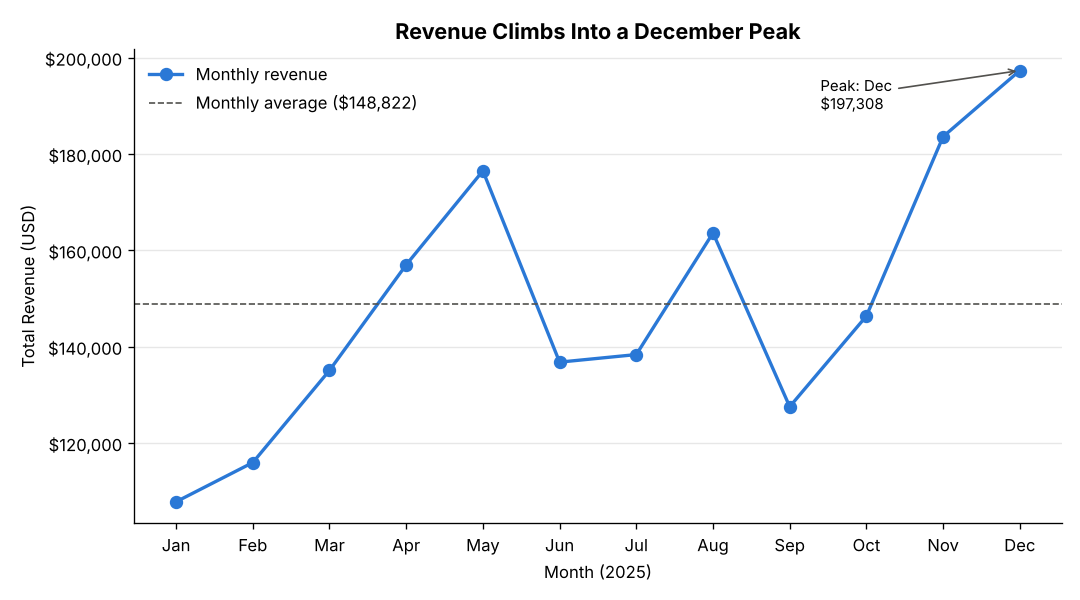 Revenue Climbs Into a December Peak
$200,000
$180,000
$160,000
$140,000
$120,000
Total Revenue (USD)
Monthly revenue
Monthly average ($148,822)
Peak: Dec
$197,308
Jan Feb Mar Apr May Jun Jul Aug Sep Oct Nov Dec
Month (2025)